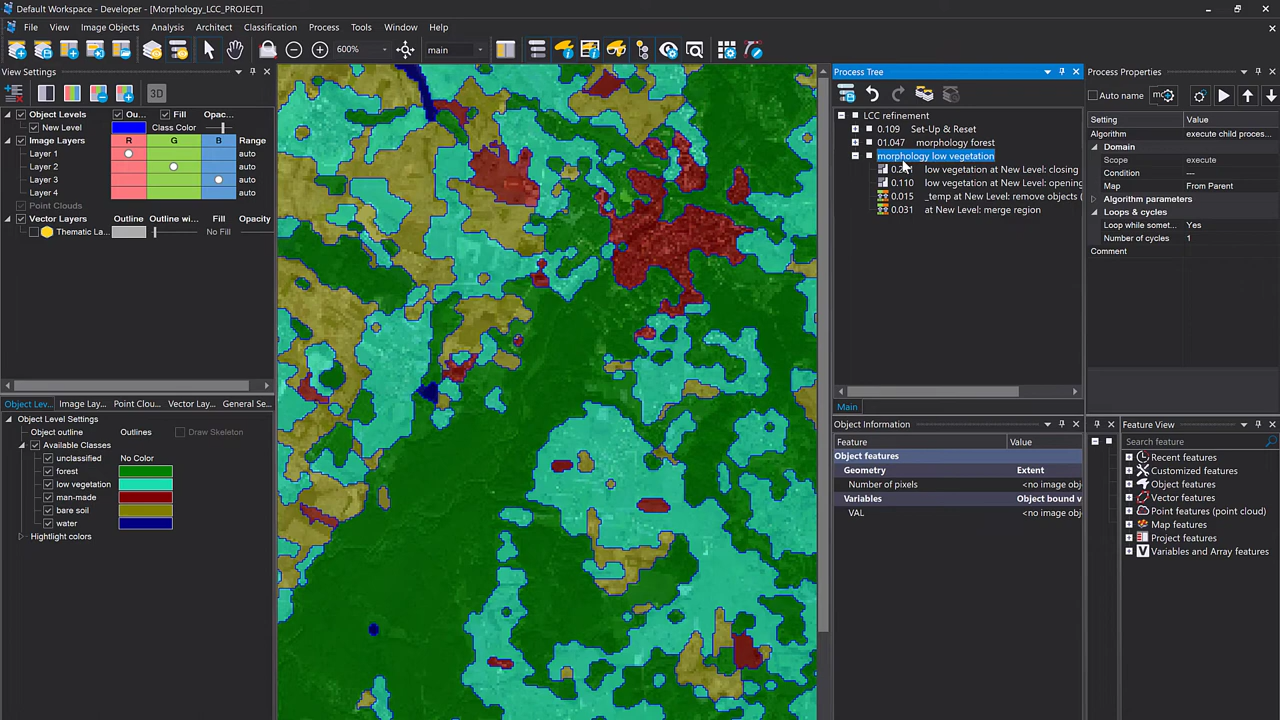 Default Workspace - Developer - [Morphology_LCC_PROJECT]
File View Image Objects Analysis Architect Classification Process Tools Window Help
600% main
View Settings
3D
Object Levels Ou... Fill Opac...
New Level Class Color
Image Layers R G B Range
Layer 1 auto
Layer 2 auto
Layer 3 auto
Layer 4 auto
Point Clouds
Vector Layers Outline Outline wi... Fill Opacity
Thematic La... No Fill
Object Lev... Image Lay... Point Clou... Vector Lay... General Se...
Object Level Settings
Object outline Outlines Draw Skeleton
Available Classes
unclassified No Color
forest
low vegetation
man-made
bare soil
water
Highlight colors
Process Tree
LCC refinement
0.109 Set-Up & Reset
01.047 morphology forest
morphology low vegetation
low vegetation at New Level: closing
0.110 low vegetation at New Level: opening
0.015 _temp at New Level: remove objects (
0.031 at New Level: merge region
Main
Process Properties
Auto name
Setting Value
Algorithm execute child proces...
Domain
Scope execute
Condition ---
Map From Parent
Algorithm parameters
Loops & cycles
Loop while somet... Yes
Number of cycles 1
Comment
Object Information
Feature Value
Object features
Geometry Extent
Number of pixels <no image obj
Variables Object bound v
VAL <no image obj
Feature View
Search feature
Recent features
Customized features
Object features
Vector features
Point features (point cloud)
Map features
Project features
Variables and Array features